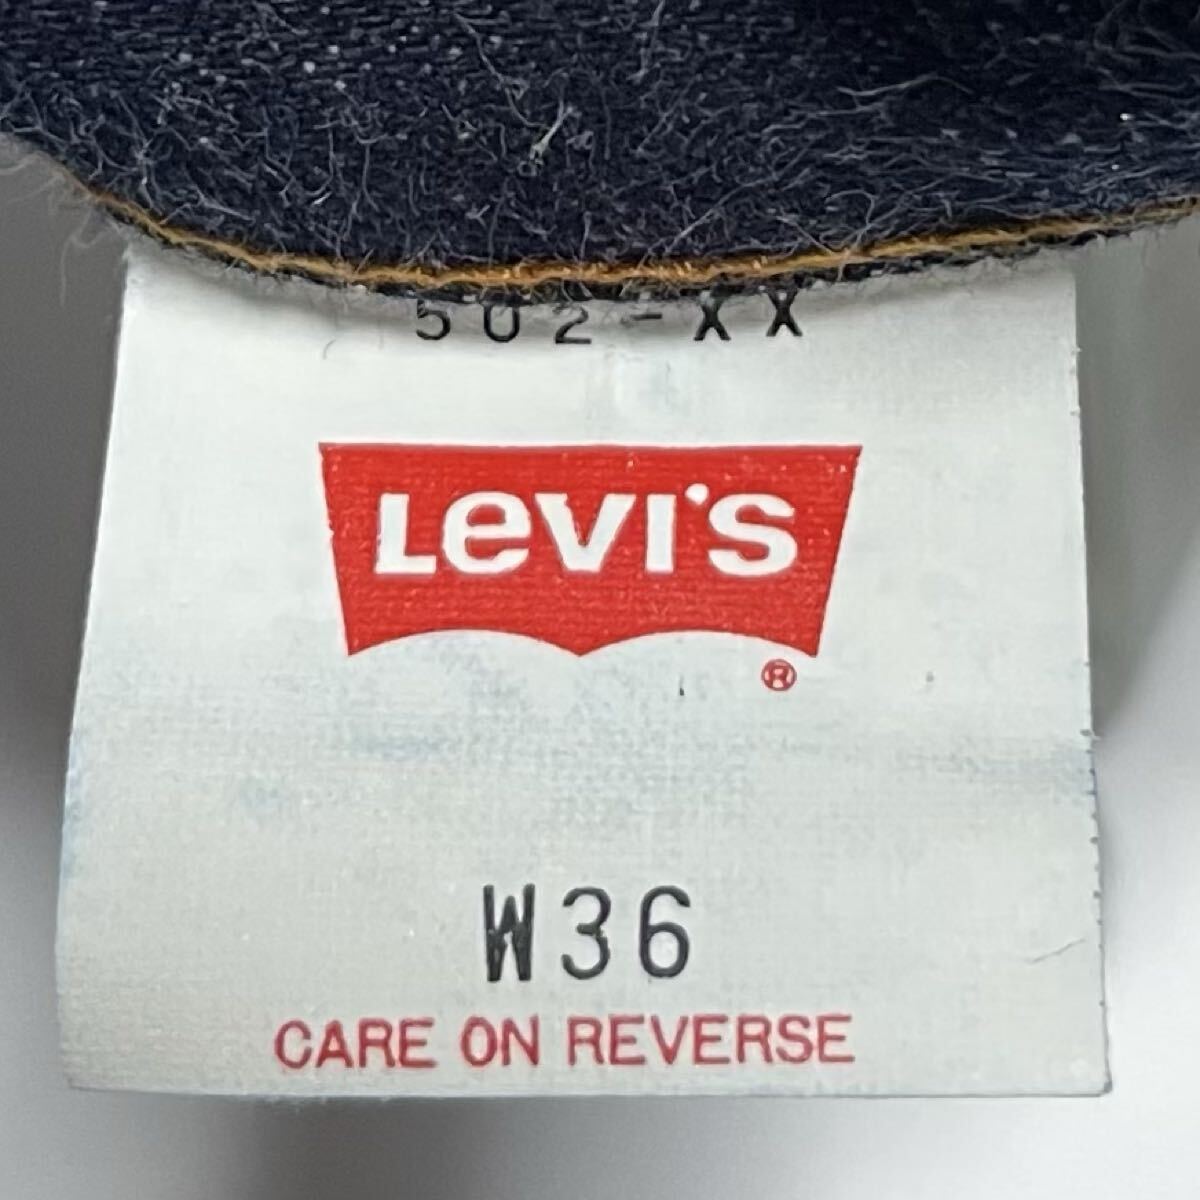 502-XX
LEVI'S
®
W36
CARE ON REVERSE